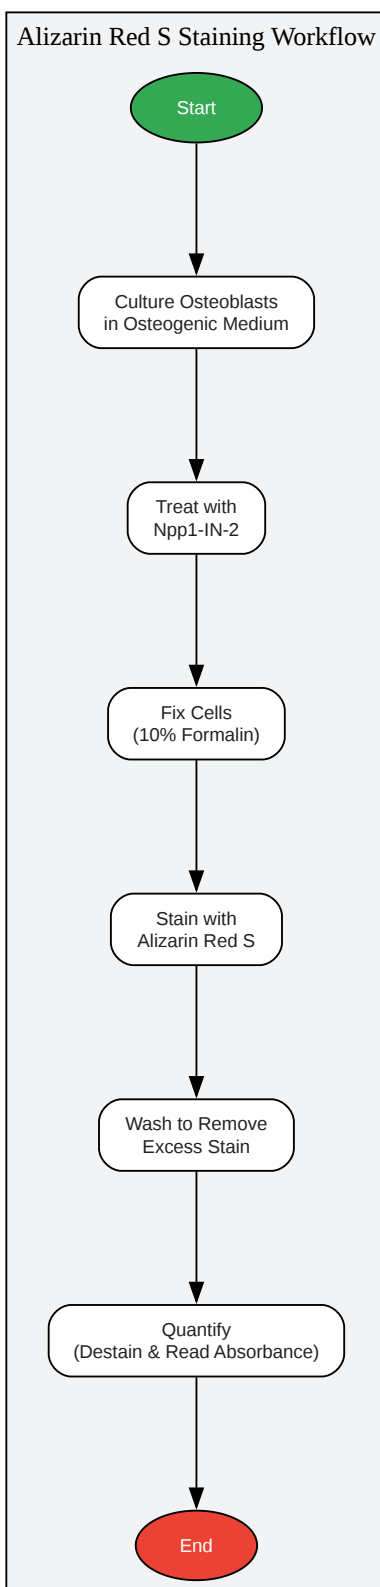 Alizarin Red S Staining Workflow
Start
Culture Osteoblasts
in Osteogenic Medium
Treat with
Npp1-IN-2
Fix Cells
(10% Formalin)
Stain with
Alizarin Red S
Wash to Remove
Excess Stain
Quantify
(Destain & Read Absorbance)
End